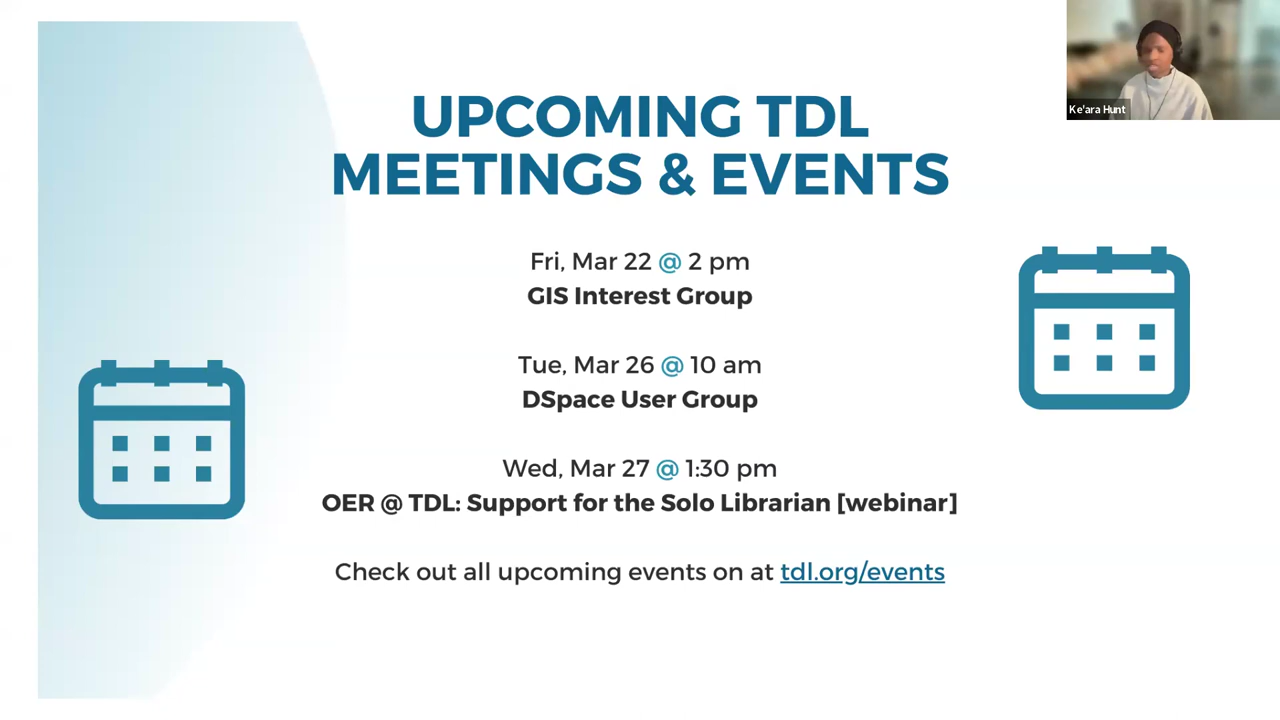 UPCOMING TDL
MEETINGS & EVENTS
Ke'ara Hunt
Fri, Mar 22 @ 2 pm
GIS Interest Group
Tue, Mar 26 @ 10 am
DSpace User Group
Wed, Mar 27 @ 1:30 pm
OER @ TDL: Support for the Solo Librarian [webinar]
Check out all upcoming events on at tdl.org/events